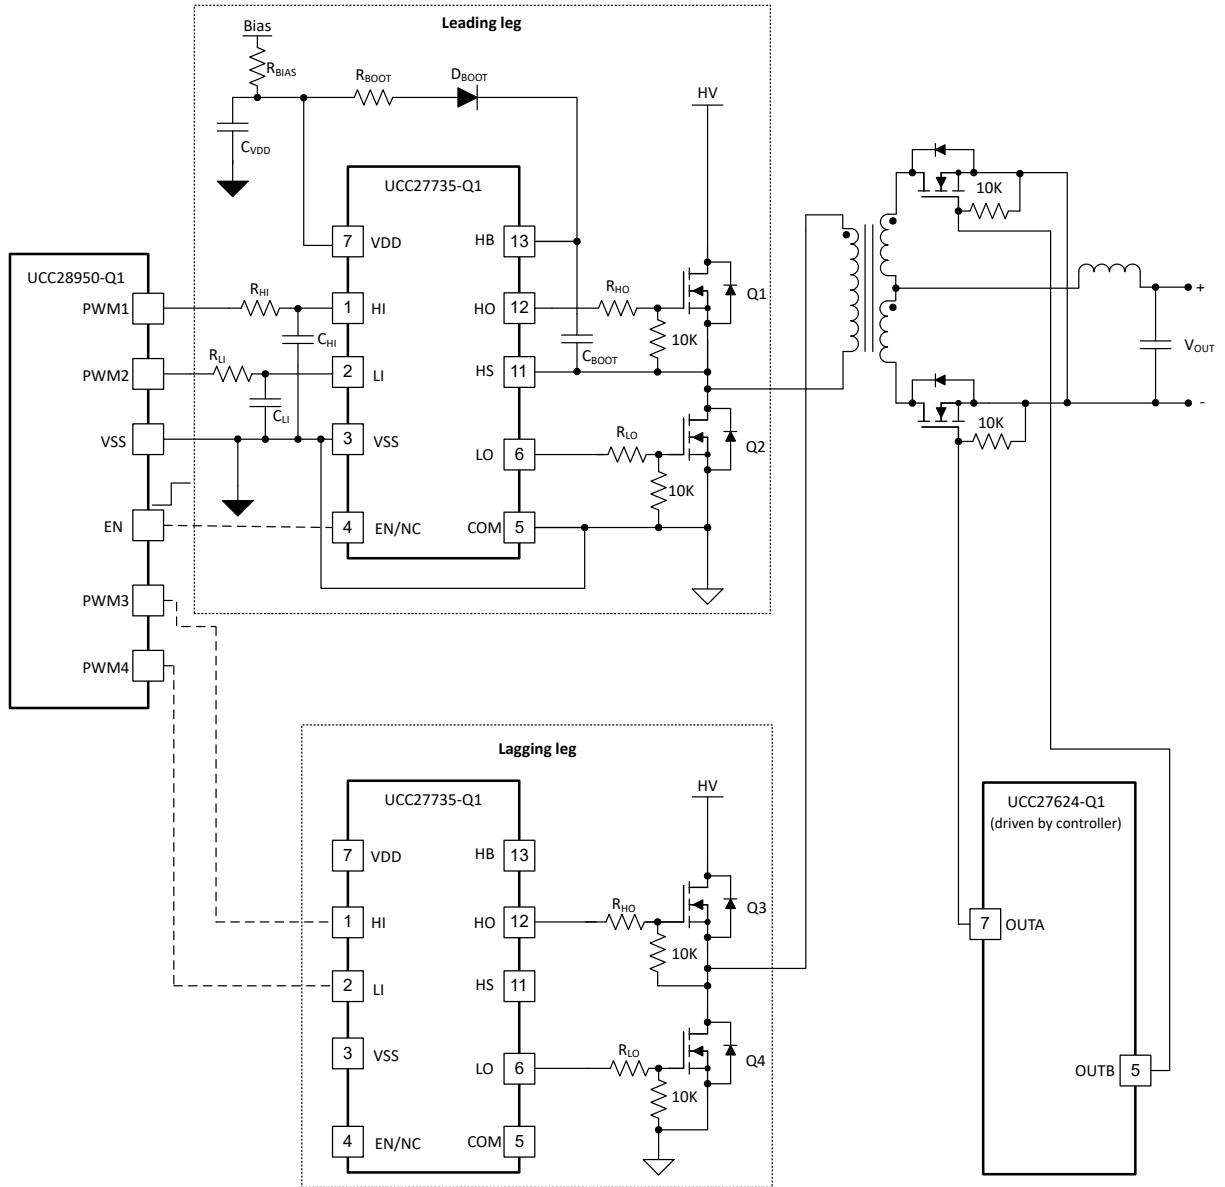 Leading leg
Bias
RBIAS
RBOOT
DBOOT
CVDD
HV
UCC27735-Q1
7 VDD
HB 13
1 HI
HO 12
2 LI
HS 11
3 VSS
LO 6
4 EN/NC
COM 5
RHO
10K
Q1
CBOOT
RLO
10K
Q2
UCC28950-Q1
PWM1
PWM2
VSS
EN
PWM3
PWM4
RHI
CHI
RLI
CLI
10K
10K
+
VOUT
-
Lagging leg
UCC27735-Q1
HV
7 VDD
HB 13
1 HI
HO 12
2 LI
HS 11
3 VSS
LO 6
4 EN/NC
COM 5
RHO
10K
Q3
RLO
10K
Q4
UCC27624-Q1
(driven by controller)
7 OUTA
OUTB 5